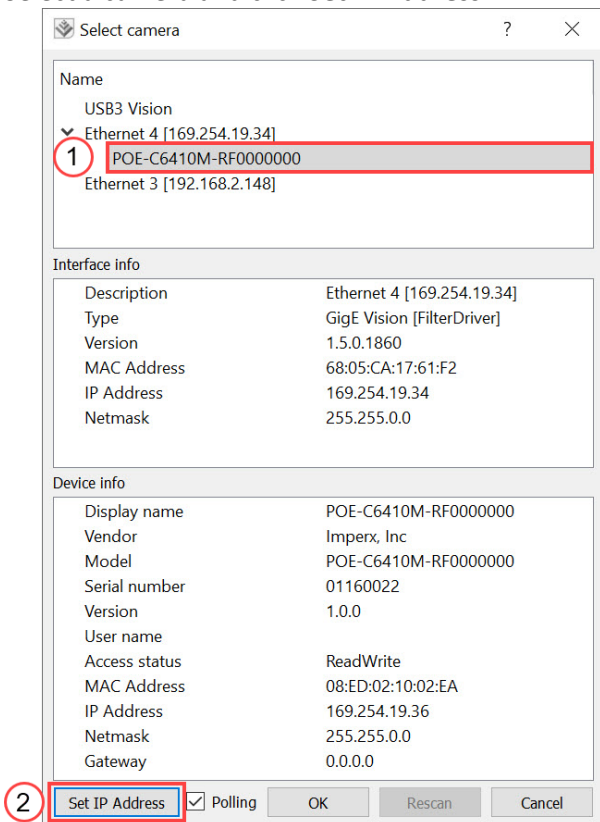 Select camera ? ×
Name
USB3 Vision
Ethernet 4 [169.254.19.34]
1 POE-C6410M-RF0000000
Ethernet 3 [192.168.2.148]
Interface info
Description Ethernet 4 [169.254.19.34]
Type GigE Vision [FilterDriver]
Version 1.5.0.1860
MAC Address 68:05:CA:17:61:F2
IP Address 169.254.19.34
Netmask 255.255.0.0
Device info
Display name POE-C6410M-RF0000000
Vendor Imperx, Inc
Model POE-C6410M-RF0000000
Serial number 01160022
Version 1.0.0
User name
Access status ReadWrite
MAC Address 08:ED:02:10:02:EA
IP Address 169.254.19.36
Netmask 255.255.0.0
Gateway 0.0.0.0
2 Set IP Address Polling OK Rescan Cancel